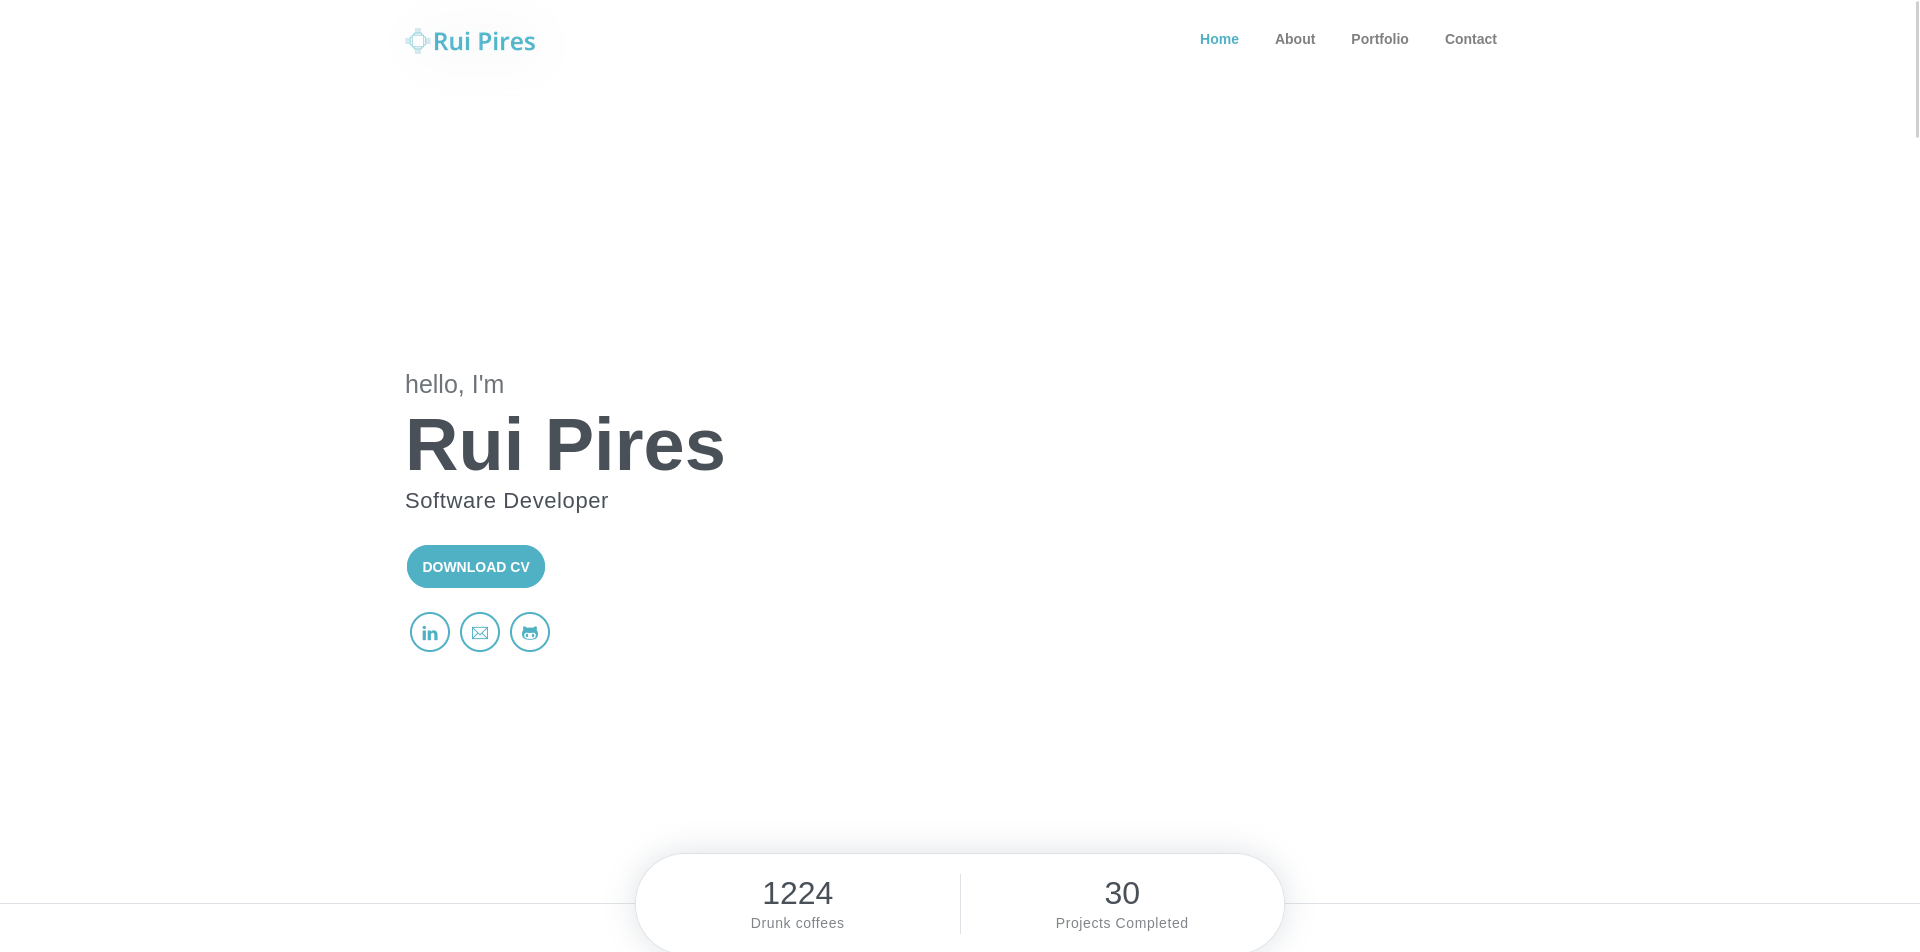 Rui Pires
Home About Portfolio Contact
hello, I'm
Rui Pires
Software Developer
DOWNLOAD CV
in
1224 30
Drunk coffees Projects Completed